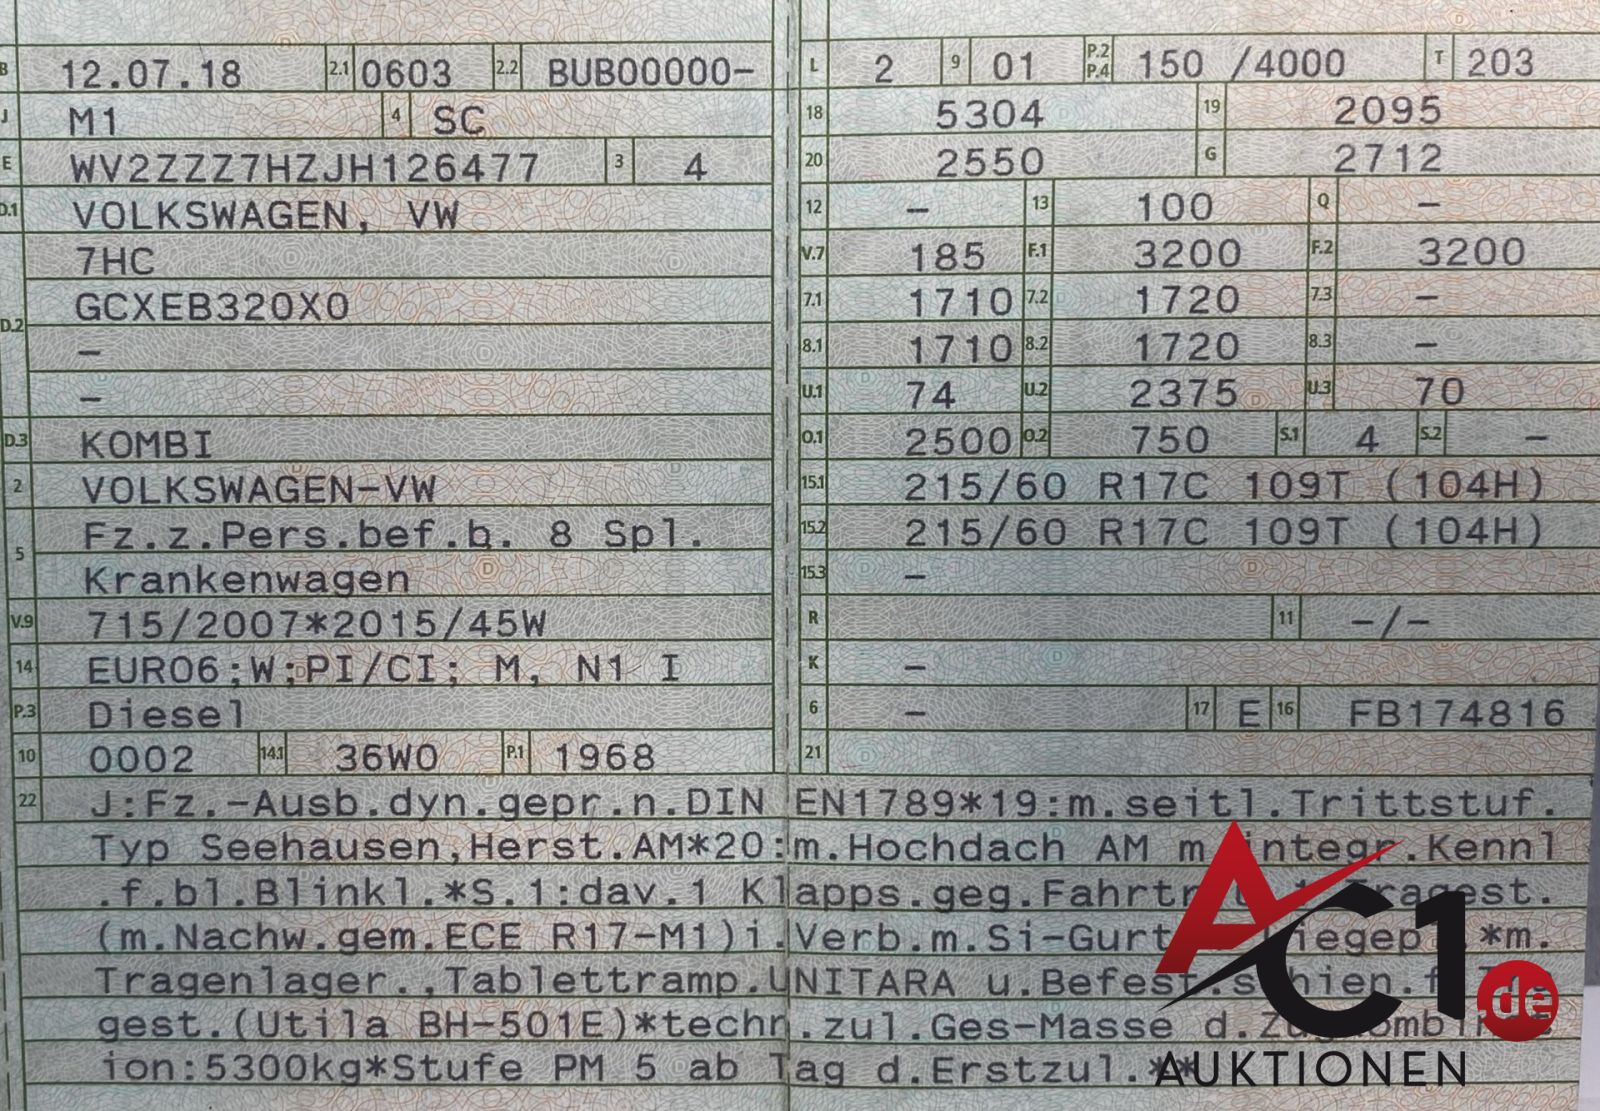 B 12.07.18 2.1 0603 2.2 BUB00000-
J M1 4 SC
E WV2ZZZ7HZJH126477 3 4
D.1 VOLKSWAGEN, VW
7HC
D.2 GCXEB320X0
-
-
D.3 KOMBI
2 VOLKSWAGEN-VW
5 Fz.z.Pers.bef.b. 8 Spl.
Krankenwagen
V.9 715/2007*2015/45W
14 EURO6;W;PI/CI; M, N1 I
P.3 Diesel
10 0002 14.1 36W0 P.1 1968
L 2 9 01 P.2 P.4 150 /4000 T 203
18 5304 19 2095
20 2550 G 2712
12 - 13 100 Q -
V.7 185 F.1 3200 F.2 3200
7.1 1710 7.2 1720 7.3 -
8.1 1710 8.2 1720 8.3 -
U.1 74 U.2 2375 U.3 70
O.1 2500 O.2 750 S.1 4 S.2 -
15.1 215/60 R17C 109T (104H)
15.2 215/60 R17C 109T (104H)
15.3 -
R 11 -/-
K -
6 - 17 E 16 FB174816
21
22 J:Fz.-Ausb.dyn.gepr.n.DIN EN1789*19:m.seitl.Trittstuf.
Typ Seehausen,Herst.AM*20:m.Hochdach AM m.integr.Kennl
.f.bl.Blinkl.*S.1:dav.1 Klapps.geg.Fahrtr. 1 Tragest.
(m.Nachw.gem.ECE R17-M1)i.Verb.m.Si-Gurt *m.
Tragenlager.,Tablettramp.UNITARA u.Befest.schien.
gest.(Utila BH-501E)*techn.zul.Ges-Masse d.
ion:5300kg*Stufe PM 5 ab Tag d.Erstzul.**
AC1.de
AUKTIONEN